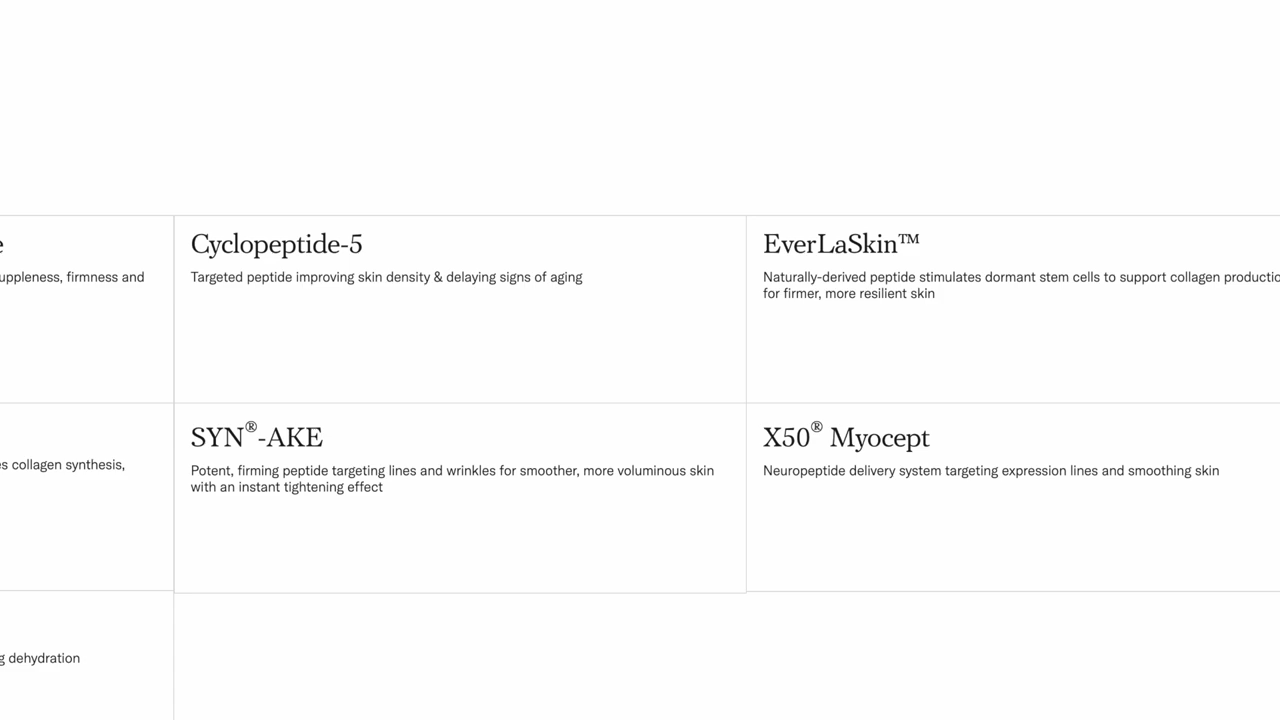 e
uppleness, firmness and
Cyclopeptide-5
Targeted peptide improving skin density & delaying signs of aging
EverLaSkin™
Naturally-derived peptide stimulates dormant stem cells to support collagen productio
for firmer, more resilient skin
s collagen synthesis,
SYN®-AKE
Potent, firming peptide targeting lines and wrinkles for smoother, more voluminous skin
with an instant tightening effect
X50® Myocept
Neuropeptide delivery system targeting expression lines and smoothing skin
g dehydration